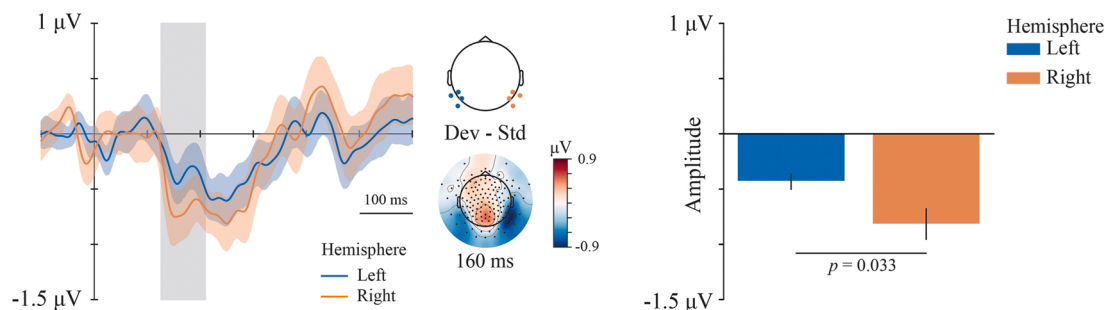 1 μV
-1.5 μV
100 ms
Hemisphere
Left
Right
Dev - Std
μV
0.9
-0.9
160 ms
1 μV
Amplitude
-1.5 μV
p = 0.033
Hemisphere
Left
Right